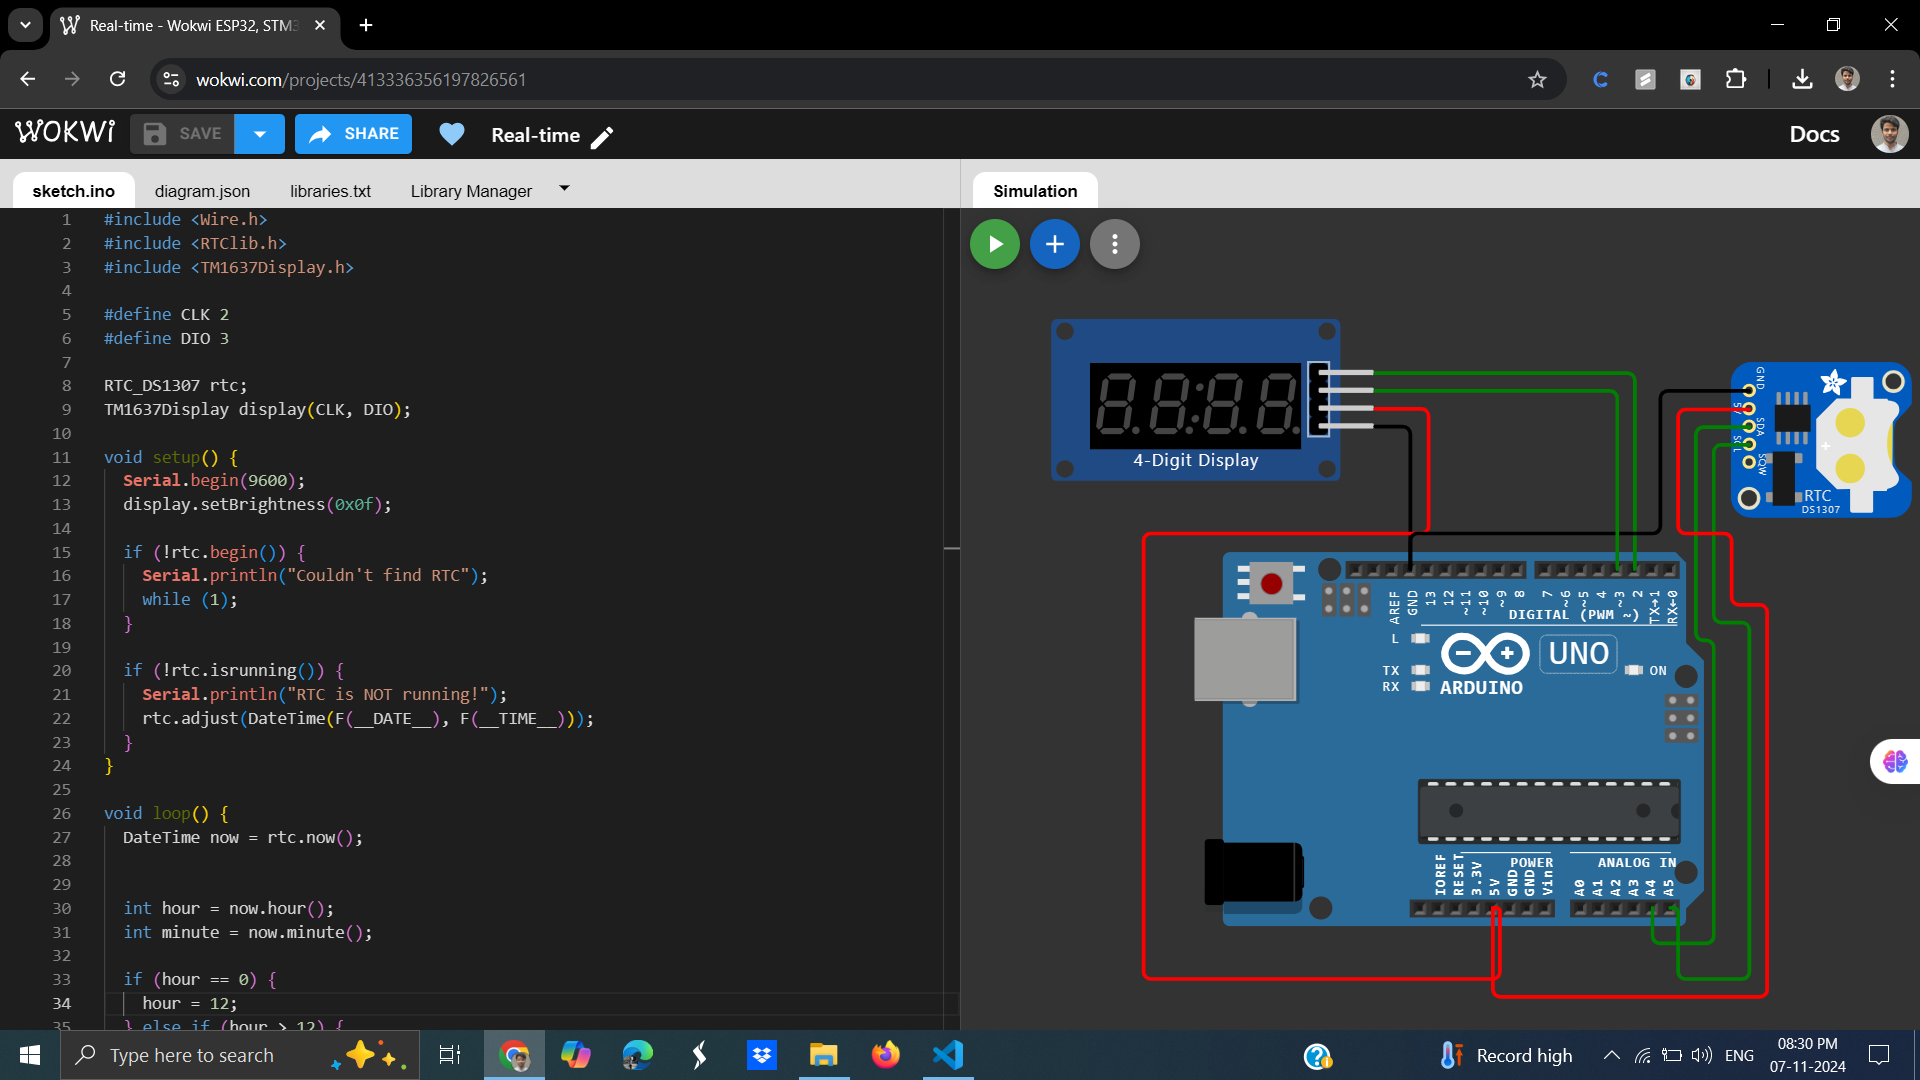 Real-time - Wokwi ESP32, STM3
wokwi.com/projects/413336356197826561
WOKWi
SAVE
SHARE
Real-time
Docs
sketch.ino
diagram.json
libraries.txt
Library Manager
Simulation
1 #include <Wire.h>
2 #include <RTClib.h>
3 #include <TM1637Display.h>
4
5 #define CLK 2
6 #define DIO 3
7
8 RTC_DS1307 rtc;
9 TM1637Display display(CLK, DIO);
10
11 void setup() {
12 Serial.begin(9600);
13 display.setBrightness(0x0f);
14
15 if (!rtc.begin()) {
16 Serial.println("Couldn't find RTC");
17 while (1);
18 }
19
20 if (!rtc.isrunning()) {
21 Serial.println("RTC is NOT running!");
22 rtc.adjust(DateTime(F(__DATE__), F(__TIME__)));
23 }
24 }
25
26 void loop() {
27 DateTime now = rtc.now();
28
29
30 int hour = now.hour();
31 int minute = now.minute();
32
33 if (hour == 0) {
34 hour = 12;
35 } else if (hour > 12) {
4-Digit Display
GND
5V
SDA
SCL
SQW
RTC
DS1307
AREF
GND
13
12
~11
~10
~9
8
7
~6
~5
4
~3
2
TX→1
RX←0
DIGITAL (PWM ~)
L
TX
RX
UNO
ARDUINO
ON
IOREF
RESET
3.3V
5V
GND
GND
Vin
POWER
ANALOG IN
A0
A1
A2
A3
A4
A5
Type here to search
Record high
ENG
08:30 PM
07-11-2024